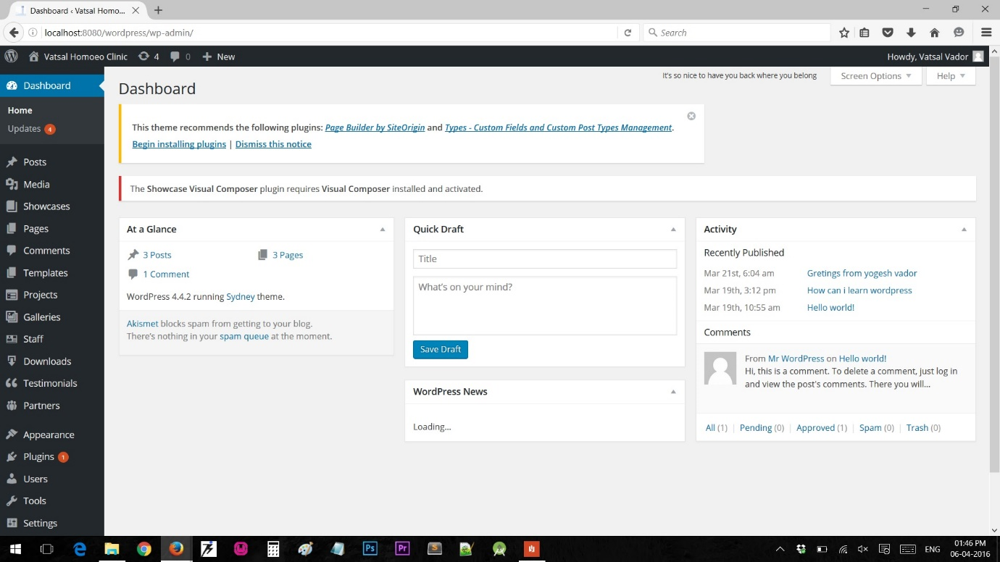 Dashboard ‹ Vatsal Homo...
localhost:8080/wordpress/wp-admin/
Search
Vatsal Homoeo Clinic 4 0 New
Howdy, Vatsal Vador
Dashboard
Home
Updates 4
Posts
Media
Showcases
Pages
Comments
Templates
Projects
Galleries
Staff
Downloads
Testimonials
Partners
Appearance
Plugins 1
Users
Tools
Settings
It's so nice to have you back where you belong
Screen Options
Help
Dashboard
This theme recommends the following plugins: Page Builder by SiteOrigin and Types - Custom Fields and Custom Post Types Management.
Begin installing plugins | Dismiss this notice
The Showcase Visual Composer plugin requires Visual Composer installed and activated.
At a Glance
3 Posts
3 Pages
1 Comment
WordPress 4.4.2 running Sydney theme.
Akismet blocks spam from getting to your blog.
There's nothing in your spam queue at the moment.
Quick Draft
Title
What's on your mind?
Save Draft
WordPress News
Loading...
Activity
Recently Published
Mar 21st, 6:04 am Gretings from yogesh vador
Mar 19th, 3:12 pm How can i learn wordpress
Mar 19th, 10:55 am Hello world!
Comments
From Mr WordPress on Hello world!
Hi, this is a comment. To delete a comment, just log in
and view the post's comments. There you will...
All (1) | Pending (0) | Approved (1) | Spam (0) | Trash (0)
Ps
Pr
S
ENG
01:46 PM
06-04-2016